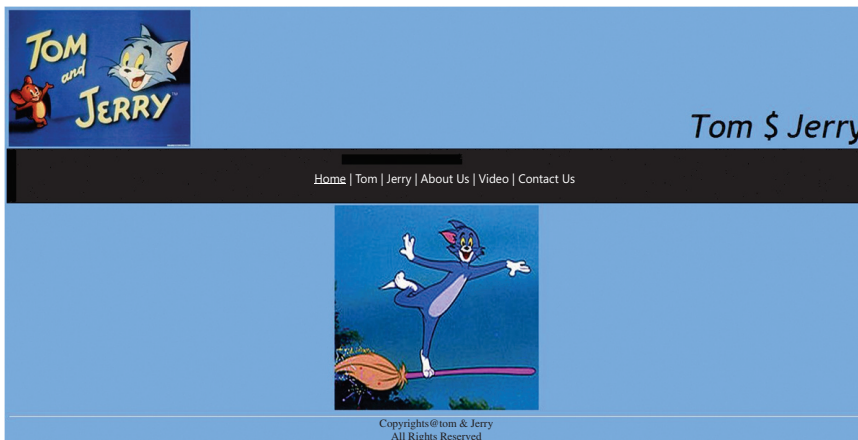 TOM
and
JERRY
Tom $ Jerry
Home | Tom | Jerry | About Us | Video | Contact Us
Copyrights@tom & Jerry
All Rights Reserved